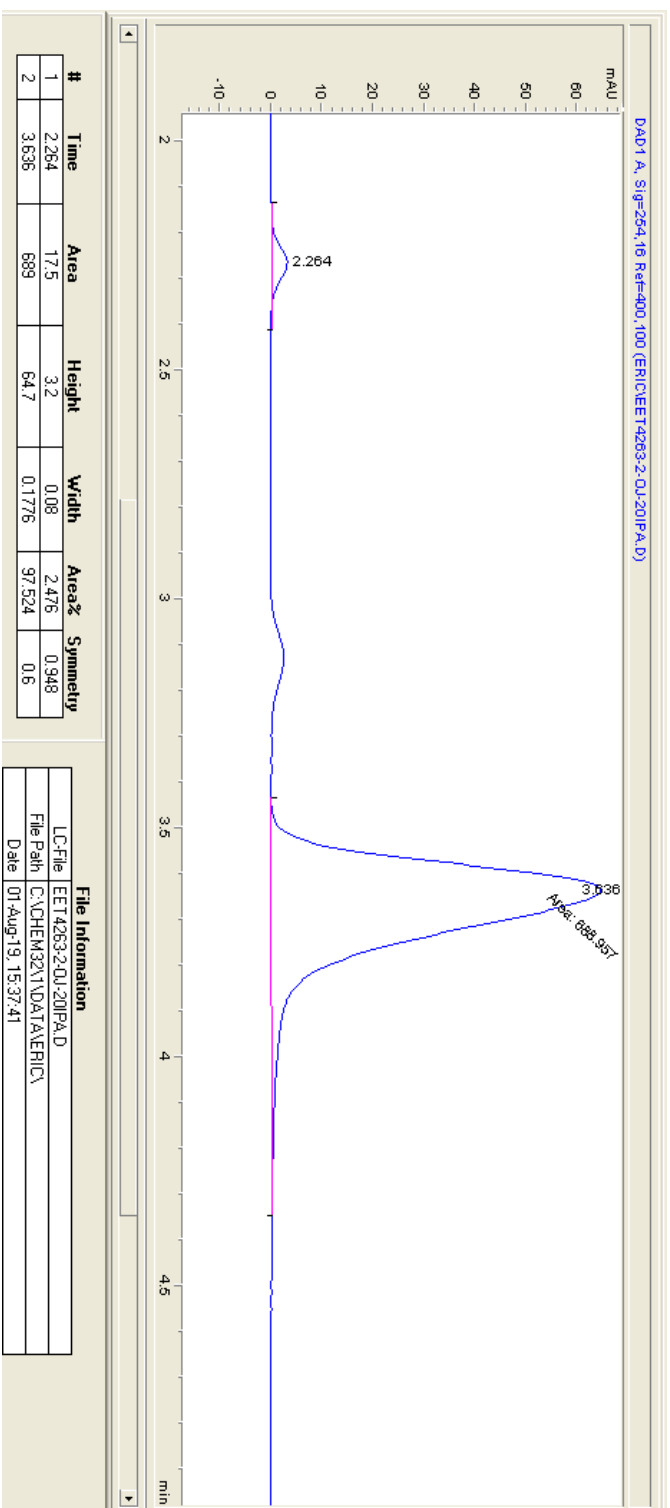 DAD1 A, Sig=254,16 Ref=400,100 (ERIC\EET4263-2-OJ-20IPA.D)
mAU
60
50
40
30
20
10
0
-10
2.264
3.636
Area: 688.957
2 2.5 3 3.5 4 4.5 min
# Time Area Height Width Area% Symmetry
1 2.264 17.5 3.2 0.08 2.476 0.948
2 3.636 689 64.7 0.1776 97.524 0.6
File Information
LC-File EET4263-2-OJ-20IPA.D
File Path C:\CHEM32\1\DATA\ERIC\
Date 01-Aug-19, 15:37:41